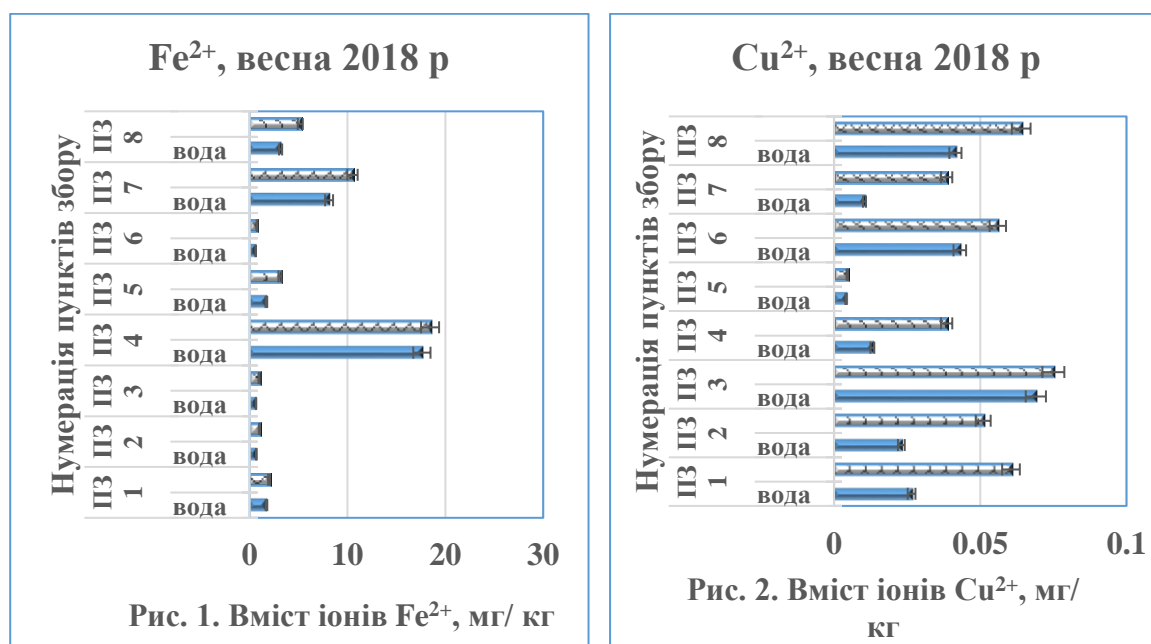 Fe²⁺, весна 2018 р
Нумерація пунктів збору
ПЗ 8
вода
ПЗ 7
вода
ПЗ 6
вода
ПЗ 5
вода
ПЗ 4
вода
ПЗ 3
вода
ПЗ 2
вода
ПЗ 1
вода
0 10 20 30
Рис. 1. Вміст іонів Fe²⁺, мг/ кг
Cu²⁺, весна 2018 р
Нумерація пунктів збору
ПЗ 8
вода
ПЗ 7
вода
ПЗ 6
вода
ПЗ 5
вода
ПЗ 4
вода
ПЗ 3
вода
ПЗ 2
вода
ПЗ 1
вода
0 0.05 0.1
Рис. 2. Вміст іонів Cu²⁺, мг/
кг